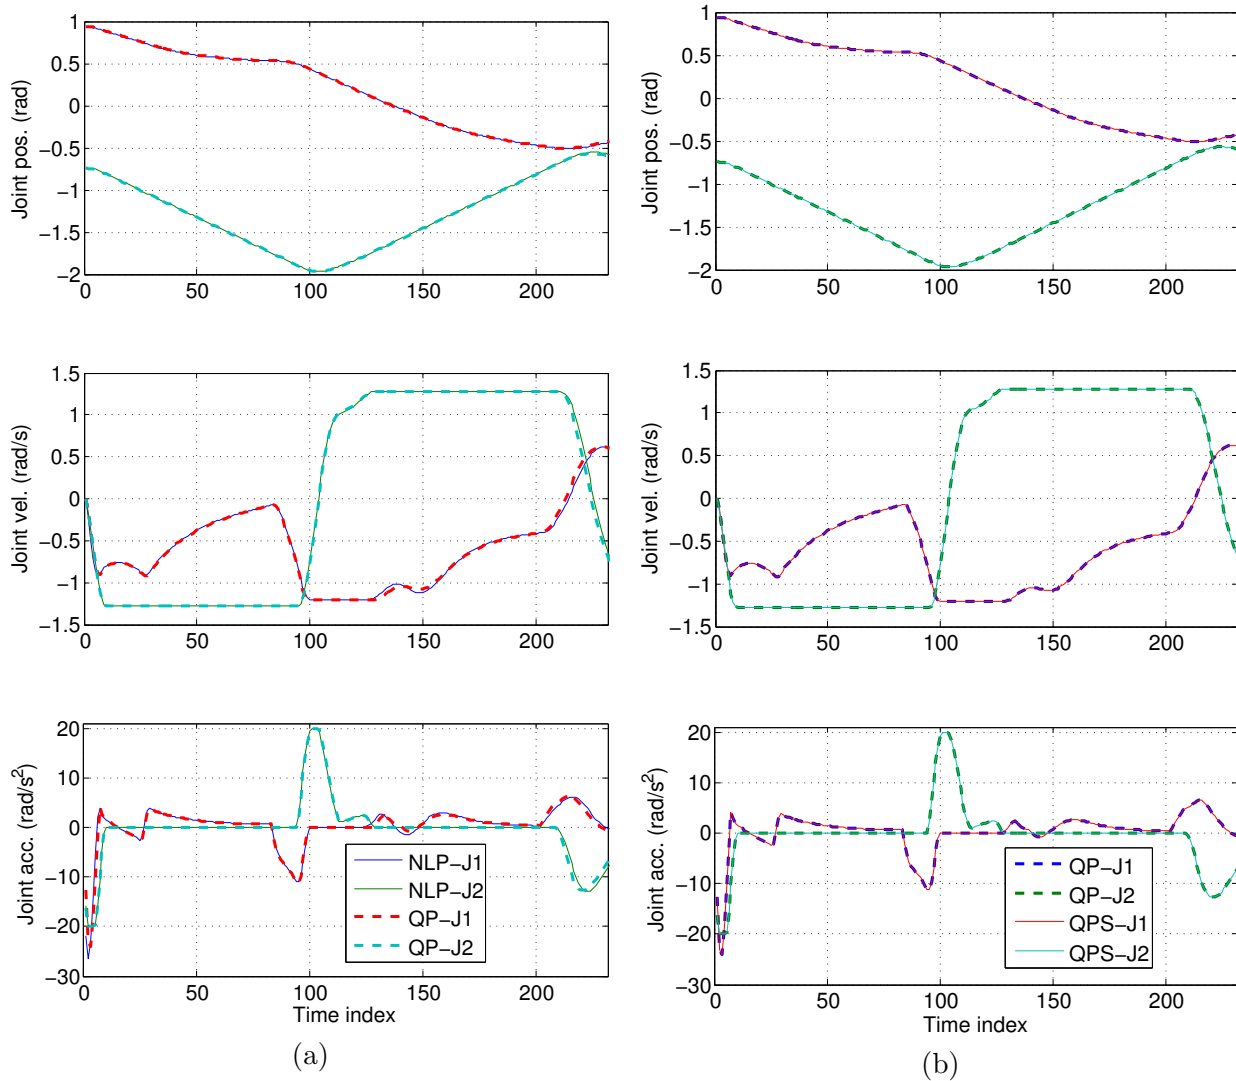 1
0.5
0
−0.5
−1
−1.5
−2
Joint pos. (rad)
0 50 100 150 200
1.5
1
0.5
0
−0.5
−1
−1.5
Joint vel. (rad/s)
0 50 100 150 200
20
10
0
−10
−20
−30
Joint acc. (rad/s²)
NLP−J1
NLP−J2
QP−J1
QP−J2
0 50 100 150 200
Time index
(a)
1
0.5
0
−0.5
−1
−1.5
−2
Joint pos. (rad)
0 50 100 150 200
1.5
1
0.5
0
−0.5
−1
−1.5
Joint vel. (rad/s)
0 50 100 150 200
20
10
0
−10
−20
−30
Joint acc. (rad/s²)
QP−J1
QP−J2
QPS−J1
QPS−J2
0 50 100 150 200
Time index
(b)